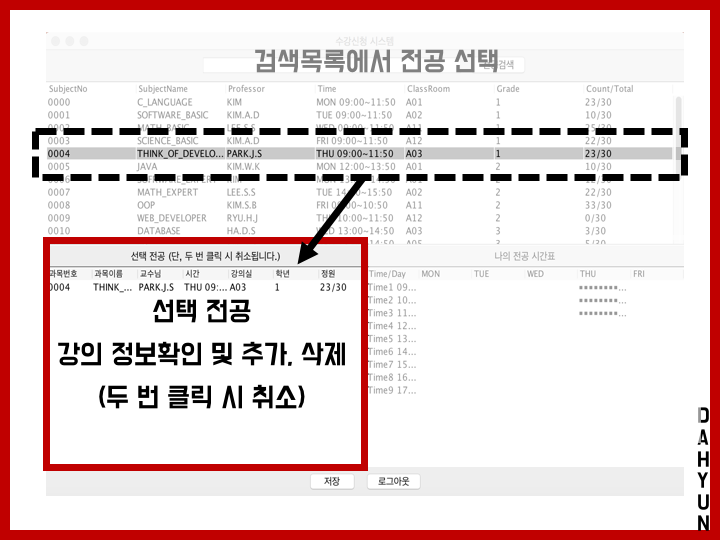 수강신청 시스템
검색목록에서 전공 선택
검색
SubjectNo SubjectName Professor Time ClassRoom Grade Count/Total
0000 C_LANGUAGE KIM MON 09:00~11:50 A01 1 23/30
0001 SOFTWARE_BASIC KIM.A.D TUE 09:00~11:50 A02 1 10/30
MATH_BASIC LEE.S.S WED 09:00~11:50 A11 1 25/30
0003 SCIENCE_BASIC KIM.A.D FRI 09:00~11:50 A12 1 22/30
0004 THINK_OF_DEVELO... PARK.J.S THU 09:00~11:50 A03 1 23/30
0005 JAVA KIM.W.K MON 12:00~13:50 A01 2 10/30
0007 MATH_EXPERT LEE.S.S TUE 14:00~15:50 A02 2 22/30
0008 OOP KIM.S.B FRI 09:00~10:50 A11 2 33/30
0009 WEB_DEVELOPER RYU.H.J THU 10:00~11:50 A12 2 0/30
0010 DATABASE HA.D.S WED 13:00~14:50 A03 3 3/30
14:50 A05 3 5/30
선택 전공 (단, 두 번 클릭 시 취소됩니다.)
과목번호 과목이름 교수님 시간 강의실 학년 정원
0004 THINK_... PARK.J.S THU 09:... A03 1 23/30
선택 전공
강의 정보확인 및 추가, 삭제
(두 번 클릭 시 취소)
나의 전공 시간표
Time/Day MON TUE WED THU FRI
Time1 09... ********...
Time2 10... ********...
Time3 11... ********...
Time4 12...
Time5 13...
Time6 14...
Time7 15...
Time8 16...
Time9 17...
저장 로그아웃
DAHYUN